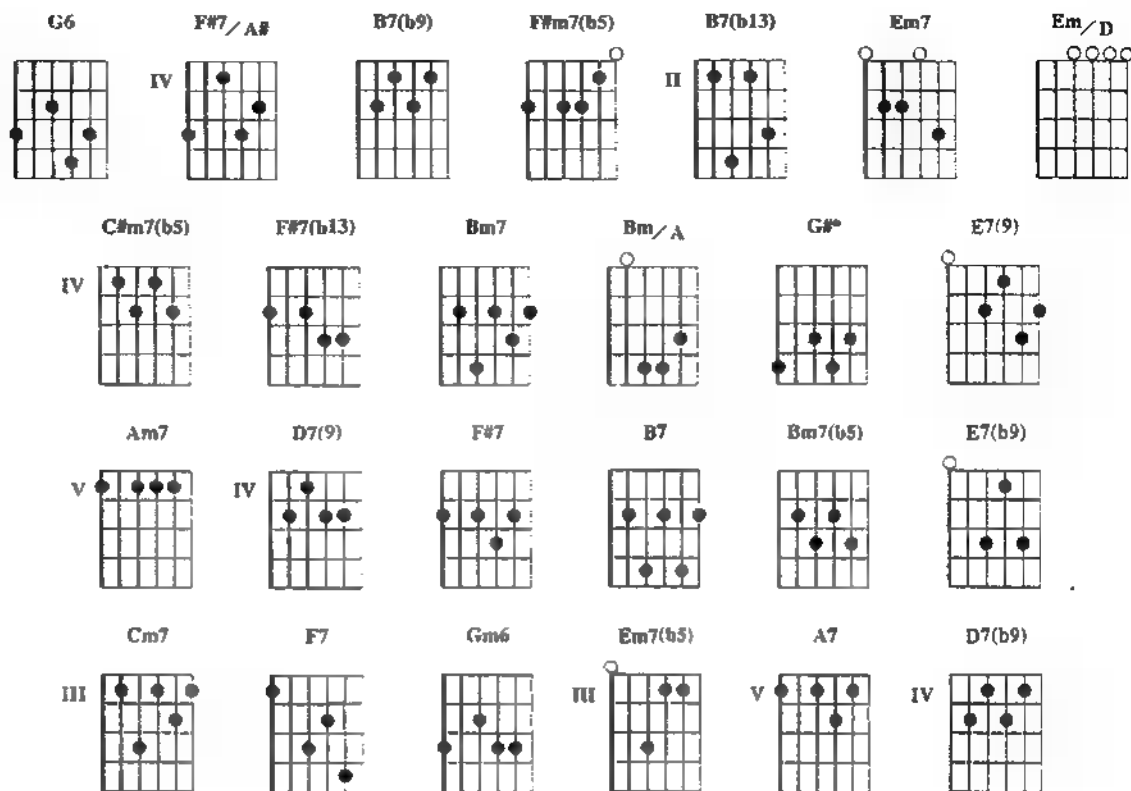 G6 F#7/A# B7(b9) F#m7(b5) B7(b13) Em7 Em/D
IV II
C#m7(b5) F#7(b13) Bm7 Bm/A G#° E7(9)
IV
Am7 D7(9) F#7 B7 Bm7(b5) E7(b9)
V IV
Cm7 F7 Gm6 Em7(b5) A7 D7(b9)
III III V IV